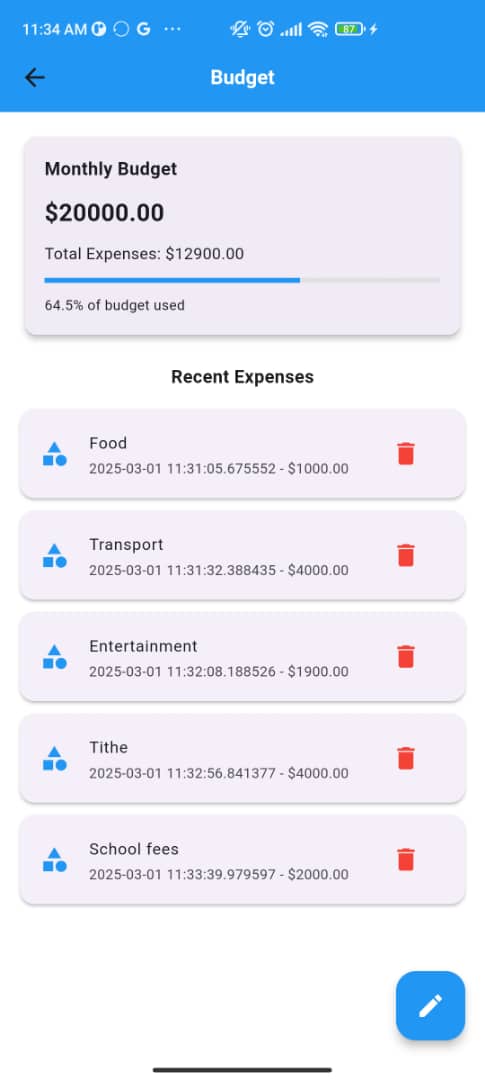 11:34 AM G ... 87
Budget
Monthly Budget
$20000.00
Total Expenses: $12900.00
64.5% of budget used
Recent Expenses
Food
2025-03-01 11:31:05.675552 - $1000.00
Transport
2025-03-01 11:31:32.388435 - $4000.00
Entertainment
2025-03-01 11:32:08.188526 - $1900.00
Tithe
2025-03-01 11:32:56.841377 - $4000.00
School fees
2025-03-01 11:33:39.979597 - $2000.00